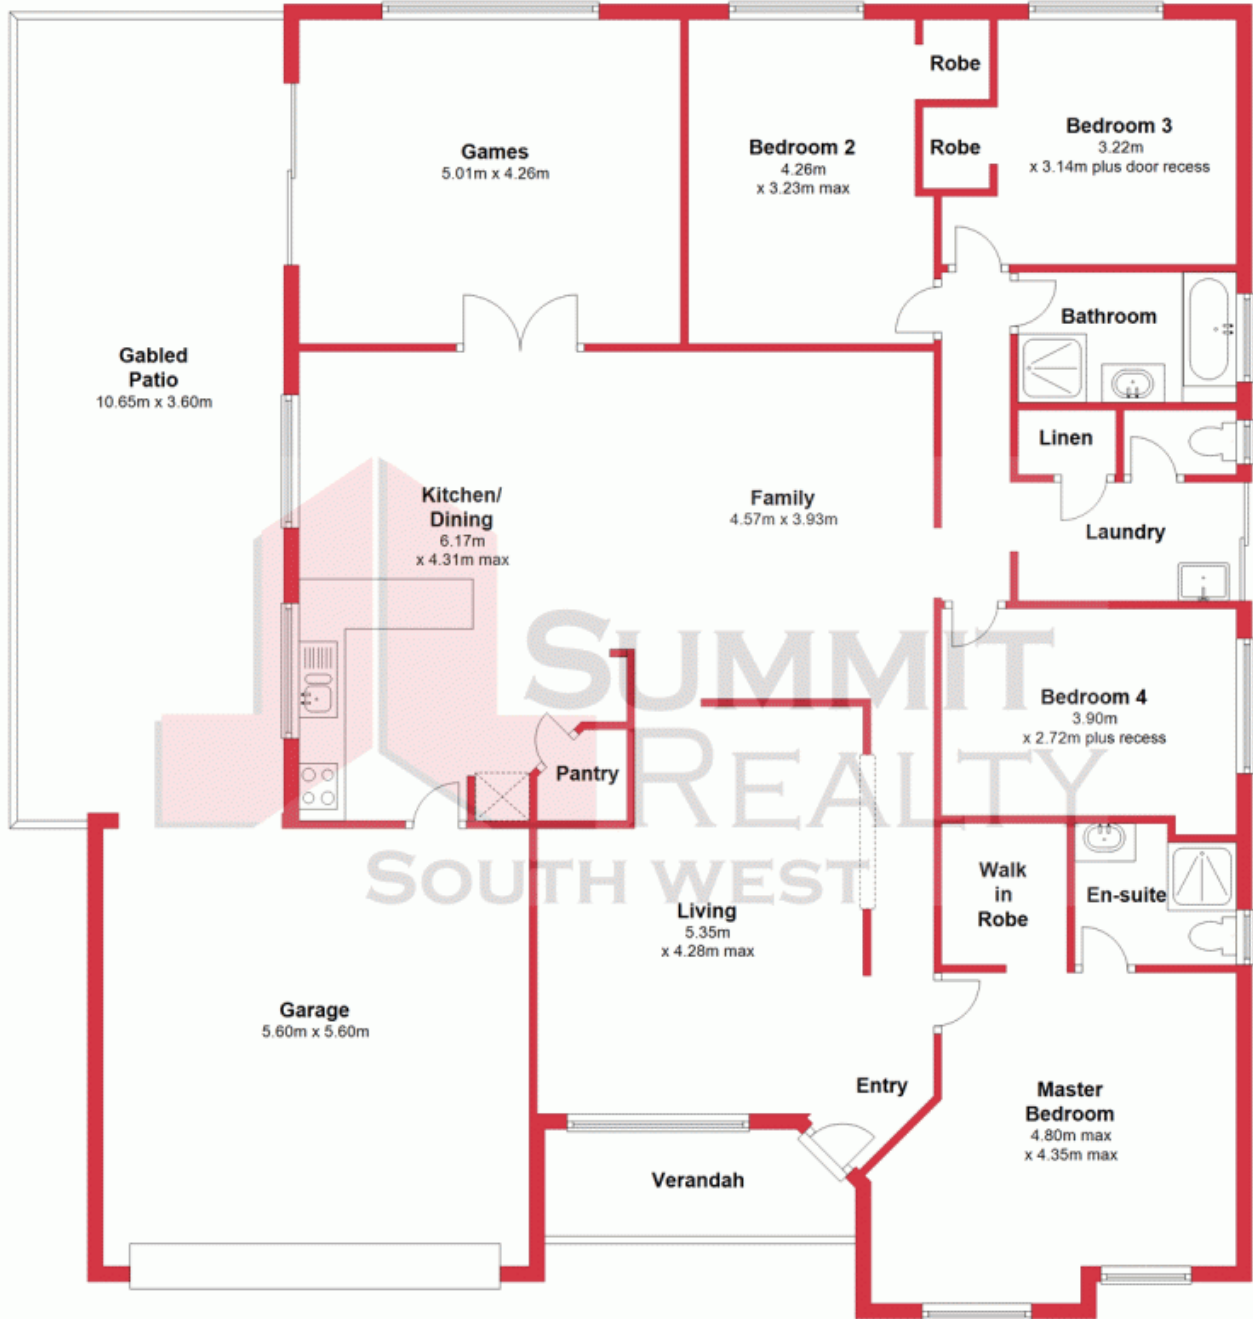 Robe
Games
5.01m x 4.26m
Bedroom 2
4.26m
x 3.23m max
Robe
Bedroom 3
3.22m
x 3.14m plus door recess
Gabled
Patio
10.65m x 3.60m
Bathroom
Linen
Kitchen/
Dining
6.17m
x 4.31m max
Family
4.57m x 3.93m
Laundry
SUMMIT
REALTY
SOUTH WEST
Bedroom 4
3.90m
x 2.72m plus recess
Pantry
Walk
in
Robe
En-suite
Living
5.35m
x 4.28m max
Garage
5.60m x 5.60m
Entry
Master
Bedroom
4.80m max
x 4.35m max
Verandah